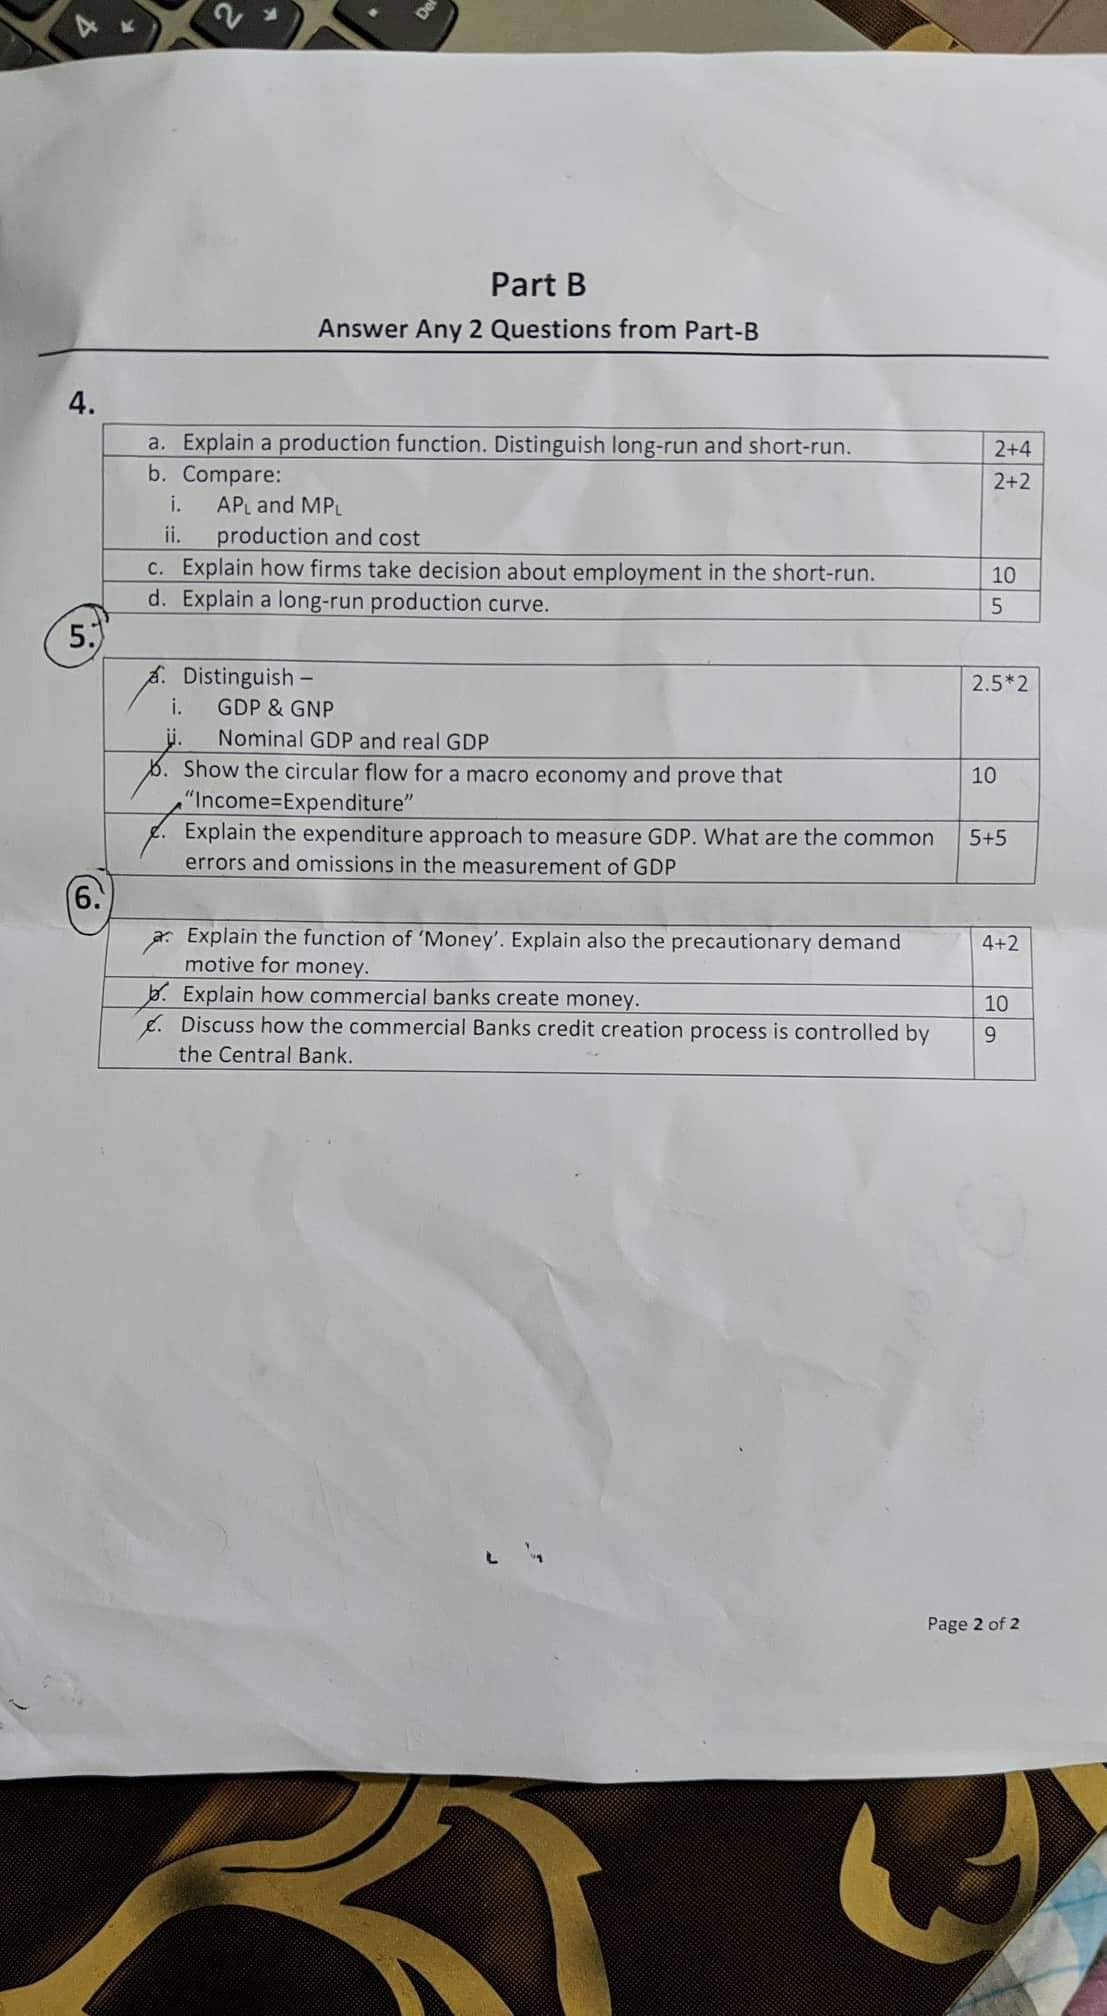 4
2
.
De
Part B
Answer Any 2 Questions from Part-B
4.
a. Explain a production function. Distinguish long-run and short-run. 2+4
b. Compare: 2+2
i. APL and MPL
ii. production and cost
c. Explain how firms take decision about employment in the short-run. 10
d. Explain a long-run production curve. 5
5.
a. Distinguish – 2.5*2
i. GDP & GNP
ii. Nominal GDP and real GDP
b. Show the circular flow for a macro economy and prove that 10
“Income=Expenditure”
c. Explain the expenditure approach to measure GDP. What are the common 5+5
errors and omissions in the measurement of GDP
6.
a. Explain the function of ‘Money’. Explain also the precautionary demand 4+2
motive for money.
b. Explain how commercial banks create money. 10
c. Discuss how the commercial Banks credit creation process is controlled by 9
the Central Bank.
Page 2 of 2